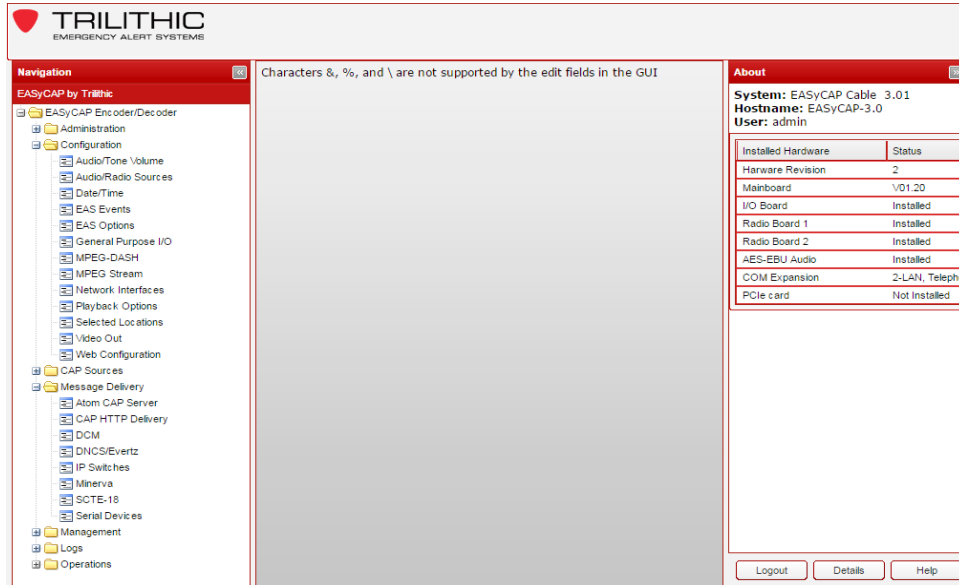 TRILITHIC
EMERGENCY ALERT SYSTEMS
Navigation
EASyCAP by Trilithic
EASyCAP Encoder/Decoder
Administration
Configuration
Audio/Tone Volume
Audio/Radio Sources
Date/Time
EAS Events
EAS Options
General Purpose I/O
MPEG-DASH
MPEG Stream
Network Interfaces
Playback Options
Selected Locations
Video Out
Web Configuration
CAP Sources
Message Delivery
Atom CAP Server
CAP HTTP Delivery
DCM
DNCS/Evertz
IP Switches
Minerva
SCTE-18
Serial Devices
Management
Logs
Operations
Characters &, %, and \ are not supported by the edit fields in the GUI
About
System: EASyCAP Cable 3.01
Hostname: EASyCAP-3.0
User: admin
Installed Hardware Status
Harware Revision 2
Mainboard V01.20
I/O Board Installed
Radio Board 1 Installed
Radio Board 2 Installed
AES-EBU Audio Installed
COM Expansion 2-LAN, Teleph
PCIe card Not Installed
Logout Details Help